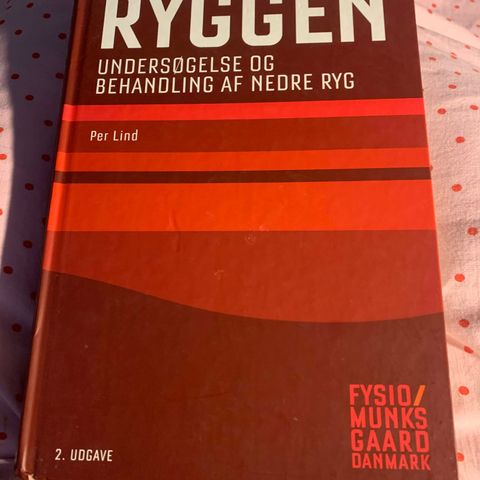 RYGGEN
UNDERSØGELSE OG
BEHANDLING AF NEDRE RYG
Per Lind
FYSIO/
MUNKS
GAARD
DANMARK
2. UDGAVE